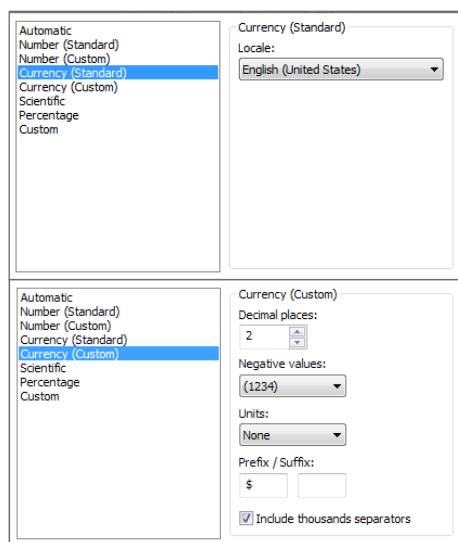 Automatic
Number (Standard)
Number (Custom)
Currency (Standard)
Currency (Custom)
Scientific
Percentage
Custom
Currency (Standard)
Locale:
English (United States)
Automatic
Number (Standard)
Number (Custom)
Currency (Standard)
Currency (Custom)
Scientific
Percentage
Custom
Currency (Custom)
Decimal places:
2
Negative values:
(1234)
Units:
None
Prefix / Suffix:
$
Include thousands separators